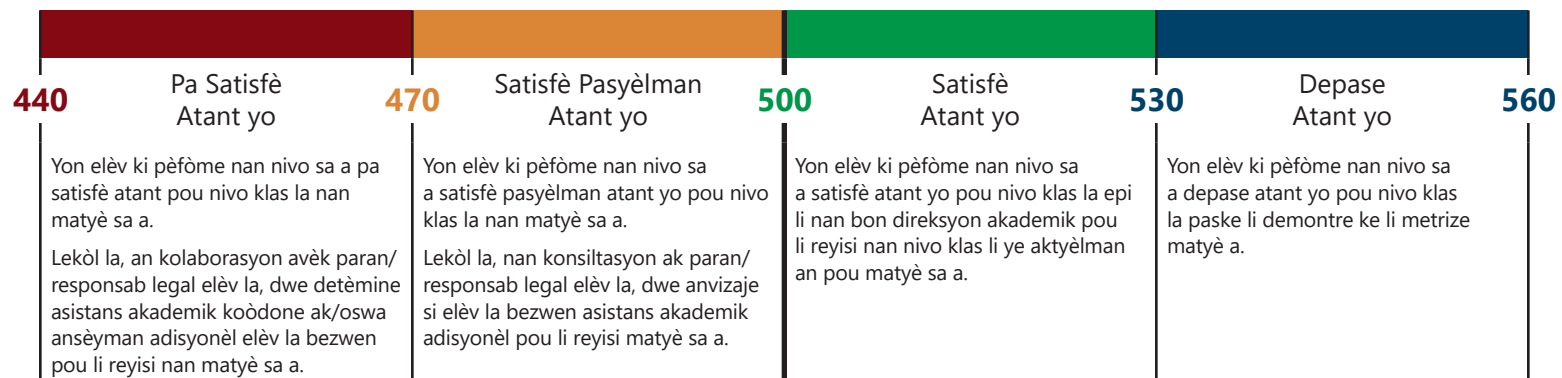 440
Pa Satisfè
Atant yo
470
Satisfè Pasyèlman
Atant yo
500
Satisfè
Atant yo
530
Depase
Atant yo
560
Yon elèv ki pèfòme nan nivo sa a pa
satisfè atant pou nivo klas la nan
matyè sa a.
Lekòl la, an kolaborasyon avèk paran/
responsab legal elèv la, dwe detèmine
asistans akademik koòdone ak/oswa
ansèyman adisyonèl elèv la bezwen
pou li reyisi nan matyè sa a.
Yon elèv ki pèfòme nan nivo sa
a satisfè pasyèlman atant yo pou nivo
klas la nan matyè sa a.
Lekòl la, nan konsiltasyon ak paran/
responsab legal elèv la, dwe anvizaje
si elèv la bezwen asistans akademik
adisyonèl pou li reyisi matyè sa a.
Yon elèv ki pèfòme nan nivo sa
a satisfè atant yo pou nivo klas la epi
li nan bon direksyon akademik pou
li reyisi nan nivo klas li ye aktyèlman
an pou matyè sa a.
Yon elèv ki pèfòme nan nivo sa
a depase atant yo pou nivo klas
la paske li demontre ke li metrize
matyè a.